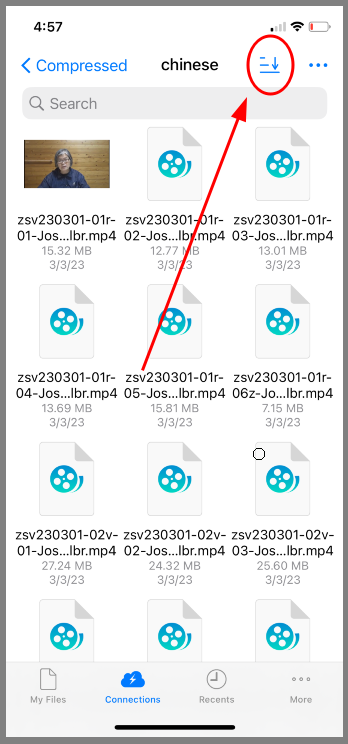 4:57
Compressed
chinese
Search
zsv230301-01r-
01-Jos...lbr.mp4
15.32 MB
3/3/23
zsv230301-01r-
02-Jos...lbr.mp4
12.77 MB
3/3/23
zsv230301-01r-
03-Jos...lbr.mp4
13.01 MB
3/3/23
zsv230301-01r-
04-Jos...lbr.mp4
13.69 MB
3/3/23
zsv230301-01r-
05-Jos...lbr.mp4
15.81 MB
3/3/23
zsv230301-01r-
06z-Jo...lbr.mp4
7.15 MB
3/3/23
zsv230301-02v-
01-Jos...lbr.mp4
27.24 MB
3/3/23
zsv230301-02v-
02-Jos...lbr.mp4
24.32 MB
3/3/23
zsv230301-02v-
03-Jos...lbr.mp4
25.60 MB
3/3/23
My Files
Connections
Recents
More